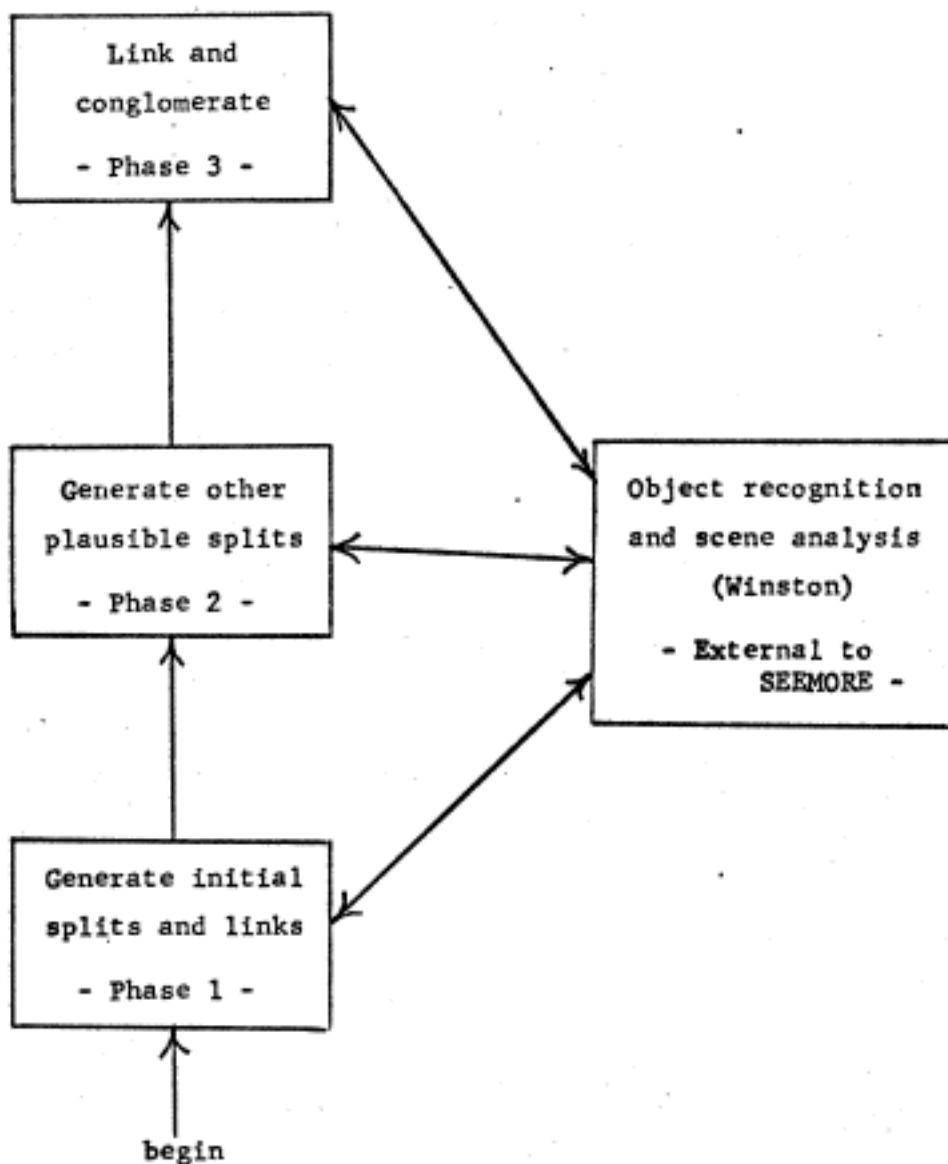 Link and
conglomerate
- Phase 3 -
Generate other
plausible splits
- Phase 2 -
Object recognition
and scene analysis
(Winston)
- External to
SEEMORE -
Generate initial
splits and links
- Phase 1 -
begin